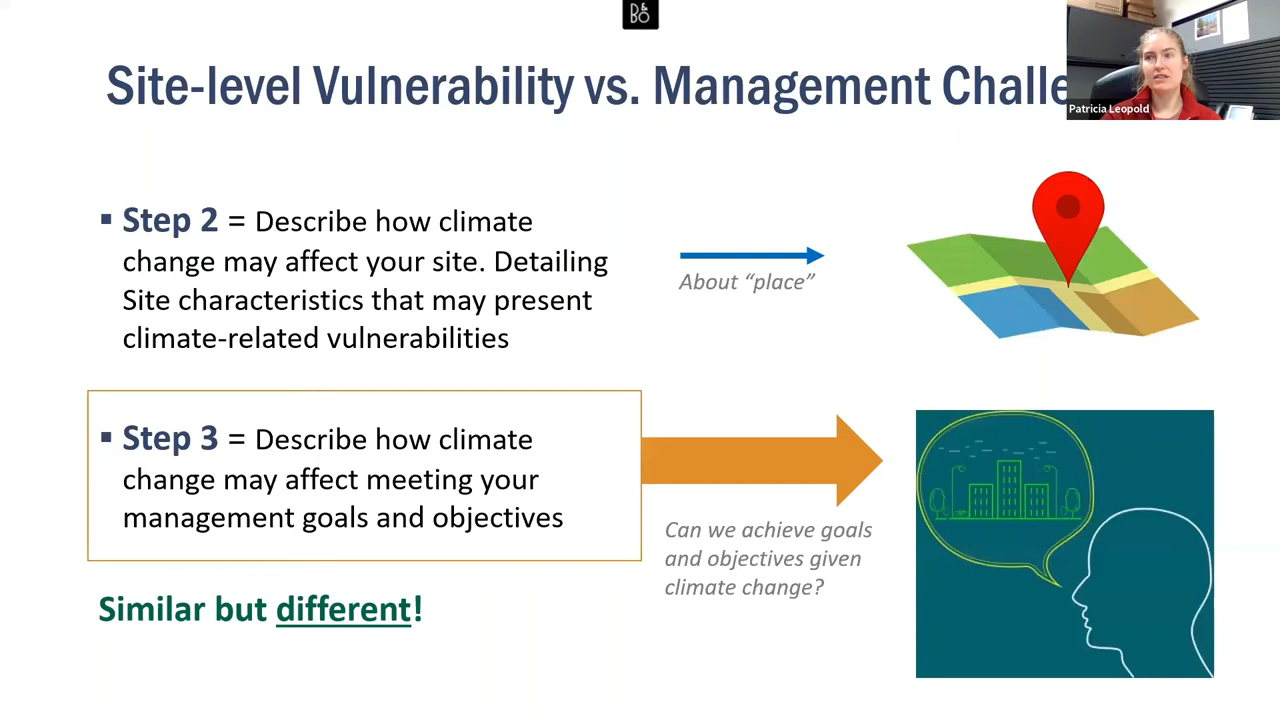 B&O
Site-level Vulnerability vs. Management Challe
Patricia Leopold
▪ Step 2 = Describe how climate
change may affect your site. Detailing
Site characteristics that may present
climate-related vulnerabilities
About “place”
▪ Step 3 = Describe how climate
change may affect meeting your
management goals and objectives
Can we achieve goals
and objectives given
climate change?
Similar but different!